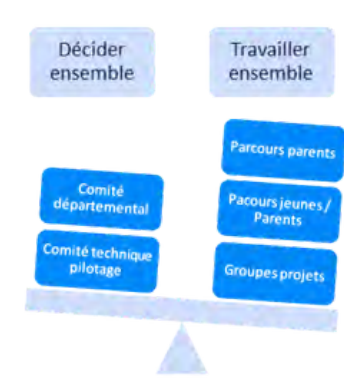 Décider
ensemble
Travailler
ensemble
Comité
départemental
Comité technique
pilotage
Parcours parents
Pacours jeunes /
Parents
Groupes projets